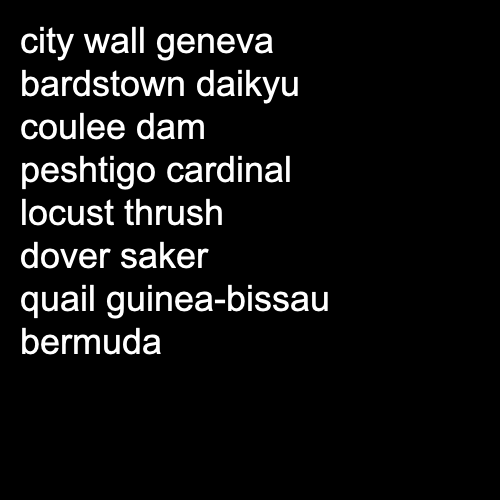 city wall geneva
bardstown daikyu
coulee dam
peshtigo cardinal
locust thrush
dover saker
quail guinea-bissau
bermuda